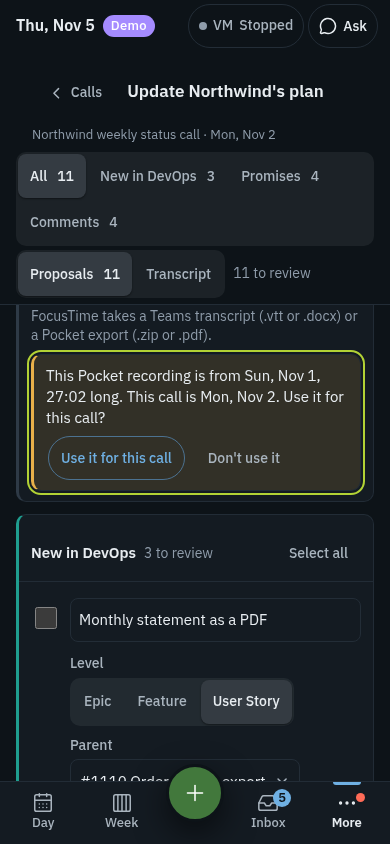 Thu, Nov 5 Demo VM Stopped Ask
Calls Update Northwind's plan
Northwind weekly status call · Mon, Nov 2
All 11 New in DevOps 3 Promises 4
Comments 4
Proposals 11 Transcript 11 to review
FocusTime takes a Teams transcript (.vtt or .docx) or
a Pocket export (.zip or .pdf).
This Pocket recording is from Sun, Nov 1,
27:02 long. This call is Mon, Nov 2. Use it for
this call?
Use it for this call Don't use it
New in DevOps 3 to review Select all
Monthly statement as a PDF
Level
Epic Feature User Story
Parent
#1110 Order export
Day Week Inbox 5 More